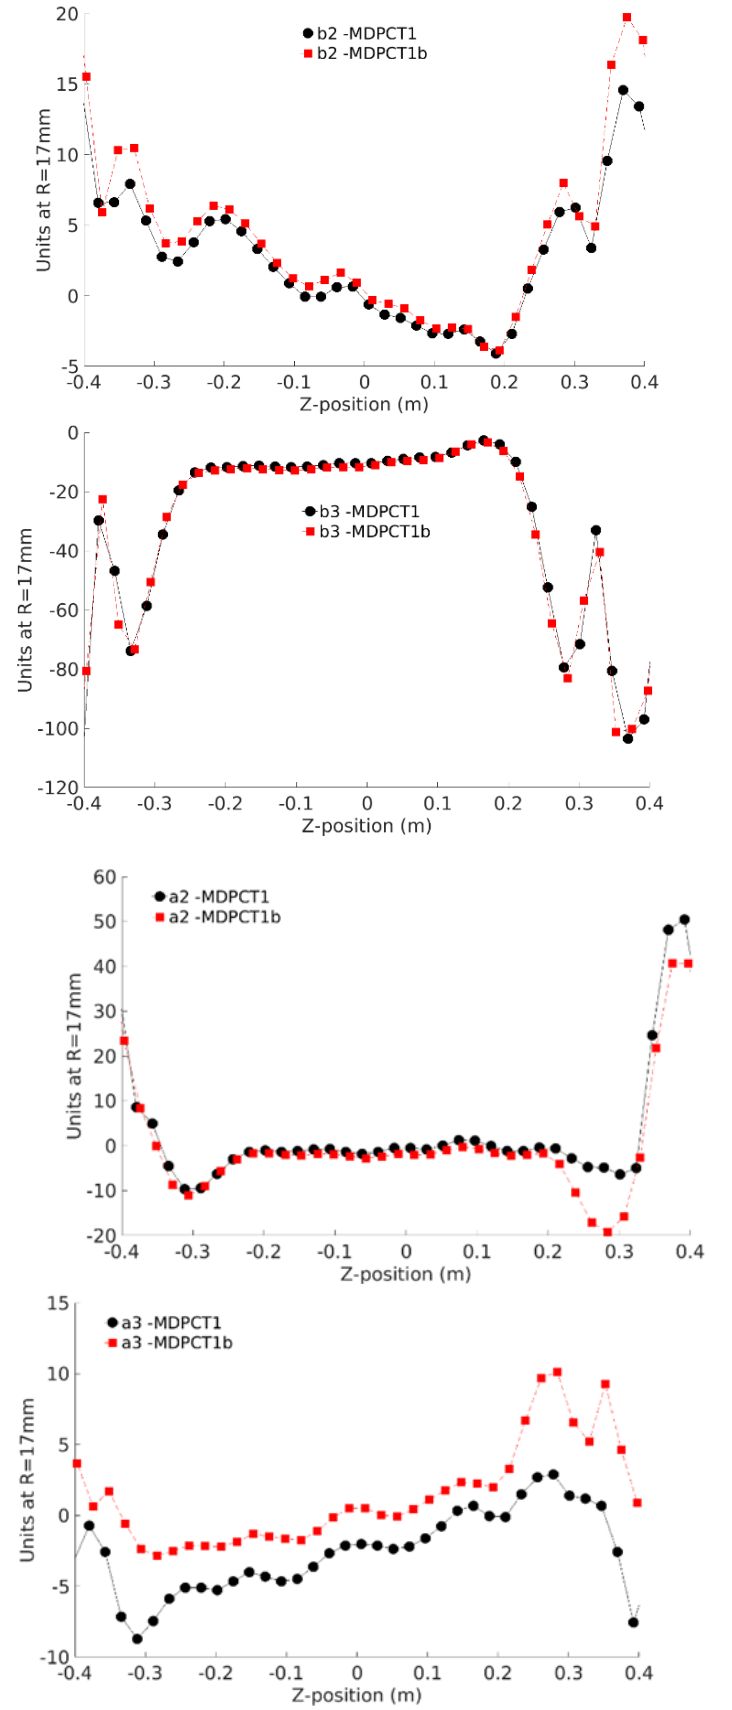 20
15
10
5
0
-5
Units at R=17mm
b2 -MDPCT1
b2 -MDPCT1b
-0.4 -0.3 -0.2 -0.1 0 0.1 0.2 0.3 0.4
Z-position (m)
0
-20
-40
-60
-80
-100
-120
Units at R=17mm
b3 -MDPCT1
b3 -MDPCT1b
-0.4 -0.3 -0.2 -0.1 0 0.1 0.2 0.3 0.4
Z-position (m)
60
50
40
30
20
10
0
-10
-20
Units at R=17mm
a2 -MDPCT1
a2 -MDPCT1b
-0.4 -0.3 -0.2 -0.1 0 0.1 0.2 0.3 0.4
Z-position (m)
15
10
5
0
-5
-10
Units at R=17mm
a3 -MDPCT1
a3 -MDPCT1b
-0.4 -0.3 -0.2 -0.1 0 0.1 0.2 0.3 0.4
Z-position (m)